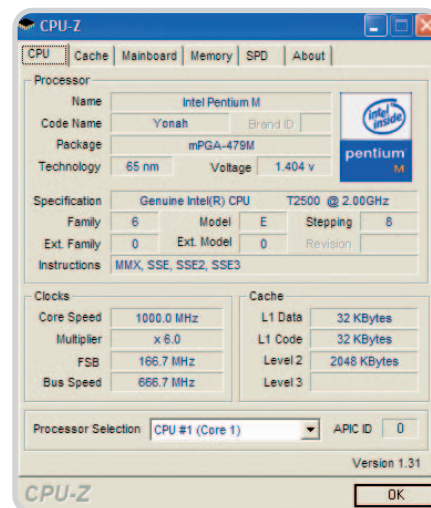 CPU-Z
CPU Cache Mainboard Memory SPD About
Processor
Name Intel Pentium M
Code Name Yonah Brand ID
Package mPGA-479M
Technology 65 nm Voltage 1.404 v
intel inside
pentium M
Specification Genuine Intel(R) CPU T2500 @ 2.00GHz
Family 6 Model E Stepping 8
Ext. Family 0 Ext. Model 0 Revision
Instructions MMX, SSE, SSE2, SSE3
Clocks
Core Speed 1000.0 MHz
Multiplier x 6.0
FSB 166.7 MHz
Bus Speed 666.7 MHz
Cache
L1 Data 32 KBytes
L1 Code 32 KBytes
Level 2 2048 KBytes
Level 3
Processor Selection CPU #1 (Core 1) APIC ID 0
Version 1.31
CPU-Z OK